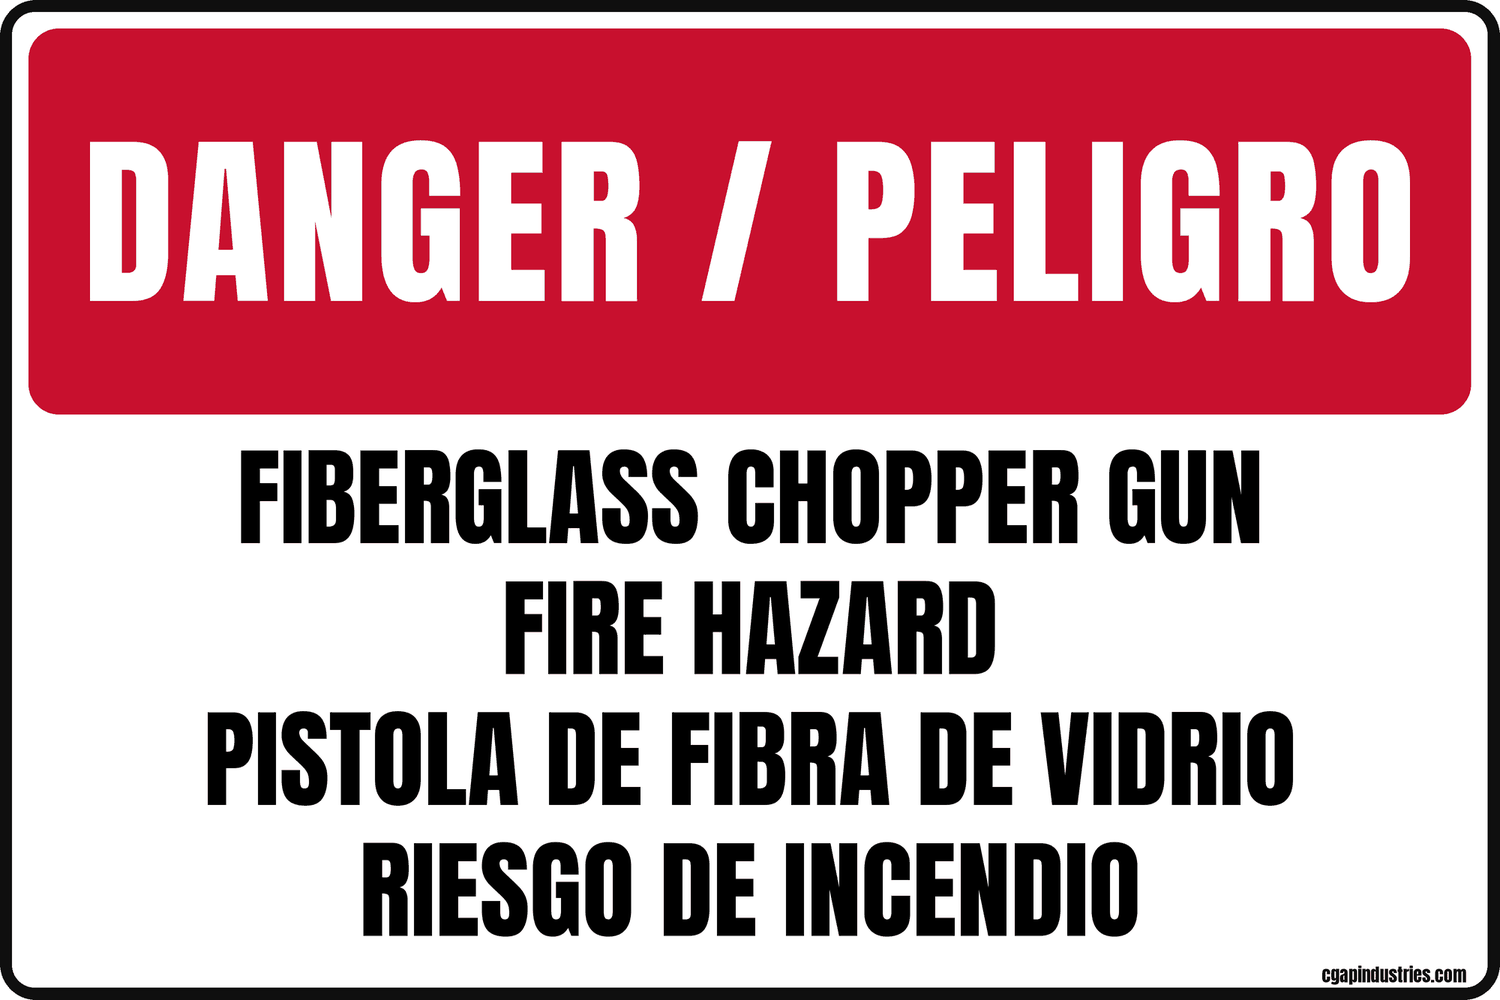 DANGER / PELIGRO
FIBERGLASS CHOPPER GUN
FIRE HAZARD
PISTOLA DE FIBRA DE VIDRIO
RIESGO DE INCENDIO
cgapindustries.com